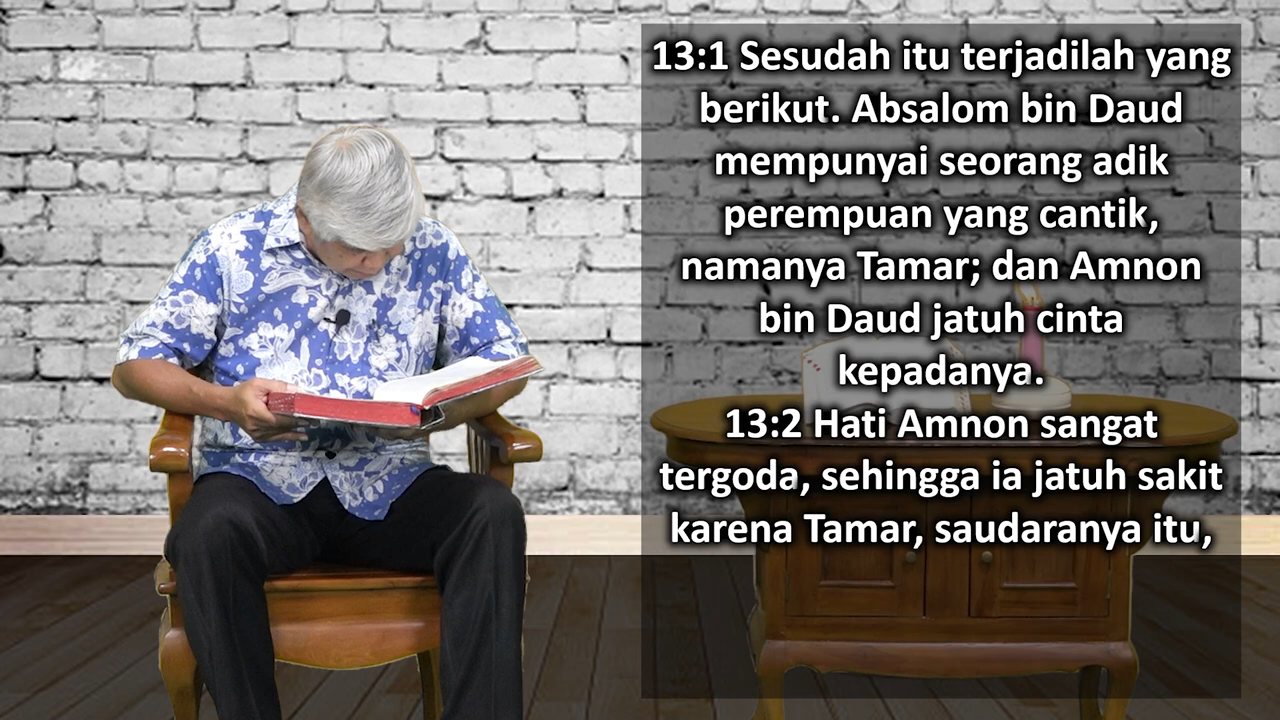 13:1 Sesudah itu terjadilah yang
berikut. Absalom bin Daud
mempunyai seorang adik
perempuan yang cantik,
namanya Tamar; dan Amnon
bin Daud jatuh cinta
kepadanya.
13:2 Hati Amnon sangat
tergoda, sehingga ia jatuh sakit
karena Tamar, saudaranya itu,